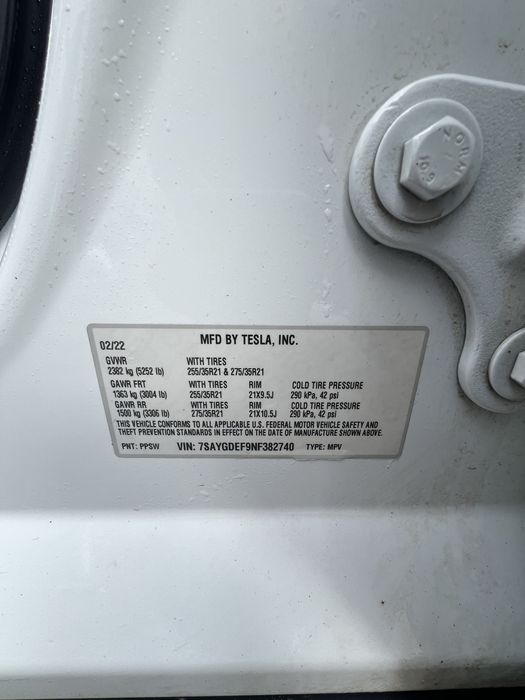 NORM
10.9
02/22 MFD BY TESLA, INC.
GVWR WITH TIRES
2382 kg (5252 lb) 255/35R21 & 275/35R21
GAWR FRT WITH TIRES RIM COLD TIRE PRESSURE
1363 kg (3004 lb) 255/35R21 21X9.5J 290 kPa, 42 psi
GAWR RR WITH TIRES RIM COLD TIRE PRESSURE
1500 kg (3306 lb) 275/35R21 21X10.5J 290 kPa, 42 psi
THIS VEHICLE CONFORMS TO ALL APPLICABLE U.S. FEDERAL MOTOR VEHICLE SAFETY AND
THEFT PREVENTION STANDARDS IN EFFECT ON THE DATE OF MANUFACTURE SHOWN ABOVE.
PNT: PPSW VIN: 7SAYGDEF9NF382740 TYPE: MPV